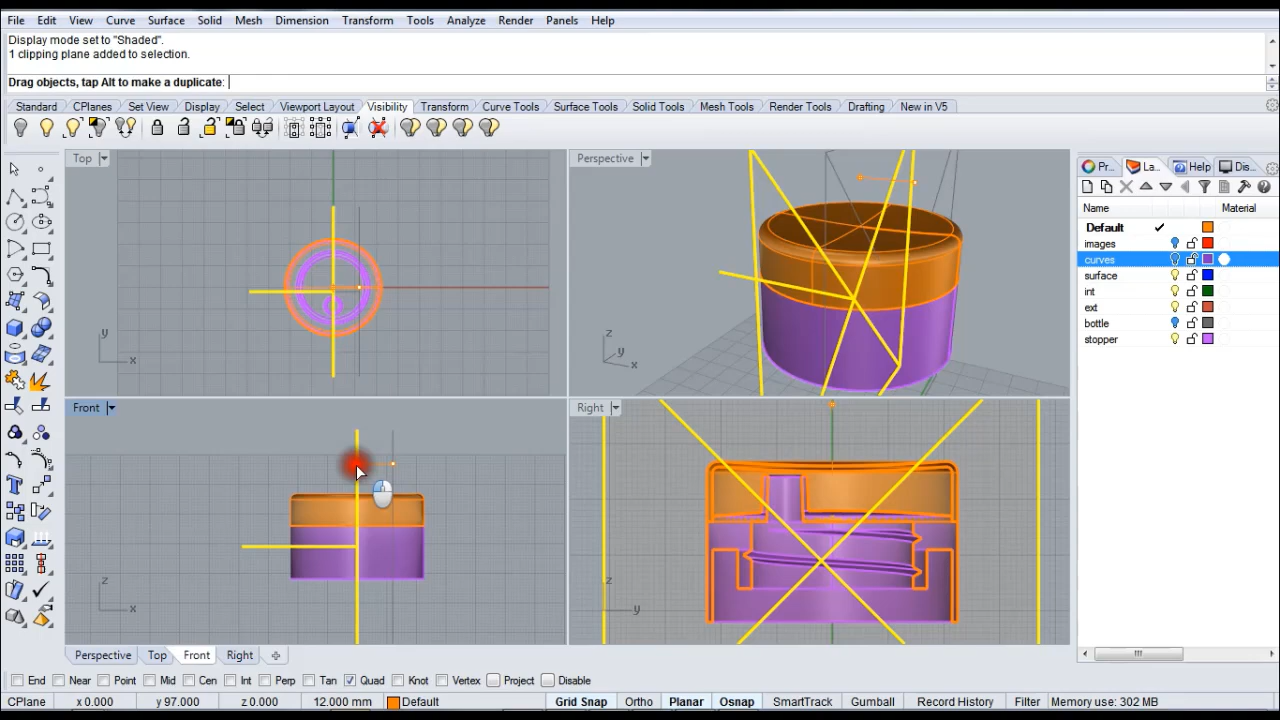 File Edit View Curve Surface Solid Mesh Dimension Transform Tools Analyze Render Panels Help
Display mode set to "Shaded".
1 clipping plane added to selection.
Drag objects, tap Alt to make a duplicate:
Standard CPlanes Set View Display Select Viewport Layout Visibility Transform Curve Tools Surface Tools Solid Tools Mesh Tools Render Tools Drafting New in V5
Top
Perspective
Pr... La... Help Dis...
Name Material
Default
images
curves
surface
int
ext
bottle
stopper
y
x
z
y
x
Front
Right
z
x
z
y
Perspective Top Front Right
End Near Point Mid Cen Int Perp Tan Quad Knot Vertex Project Disable
CPlane x 0.000 y 97.000 z 0.000 12.000 mm Default Grid Snap Ortho Planar Osnap SmartTrack Gumball Record History Filter Memory use: 302 MB